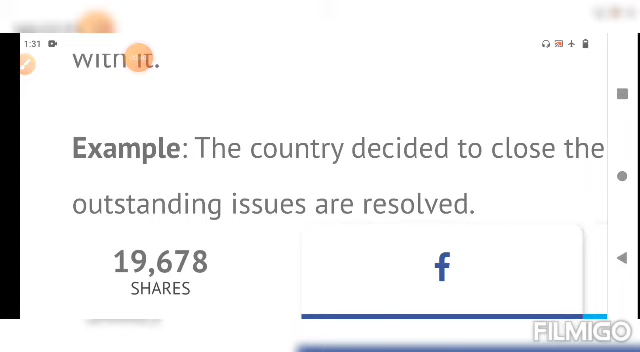 1:31
with it.
Example: The country decided to close the
outstanding issues are resolved.
19,678
SHARES
f
FILMIGO